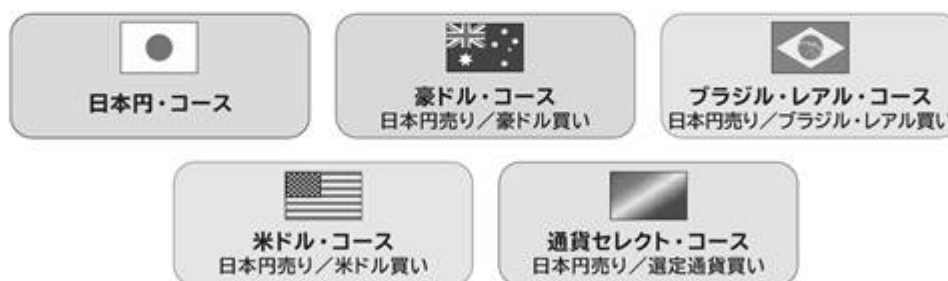 日本円・コース
豪ドル・コース
日本円売り／豪ドル買い
ブラジル・レアル・コース
日本円売り／ブラジル・レアル買い
米ドル・コース
日本円売り／米ドル買い
通貨セレクト・コース
日本円売り／選定通貨買い